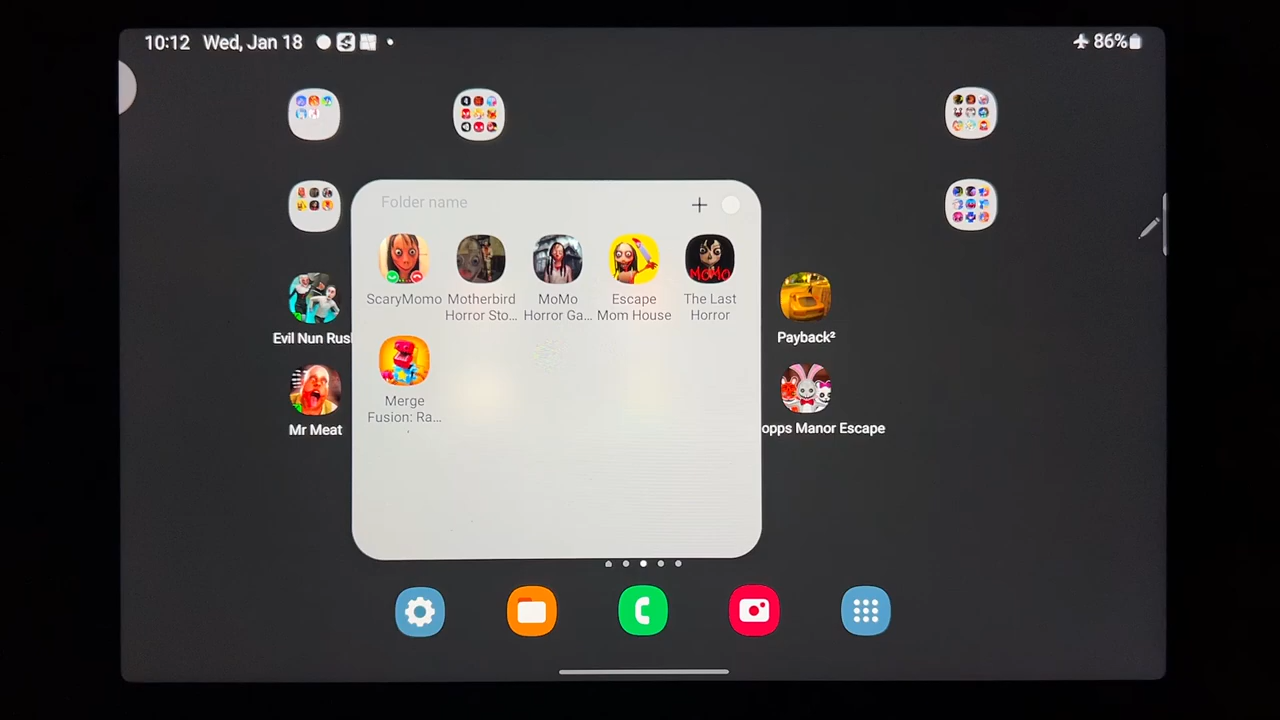 10:12 Wed, Jan 18
86%
Folder name
ScaryMomo
Motherbird
Horror Sto...
MoMo
Horror Ga...
Escape
Mom House
The Last
Horror
MOMO
Merge
Fusion: Ra...
Evil Nun Rus
Mr Meat
Payback²
opps Manor Escape